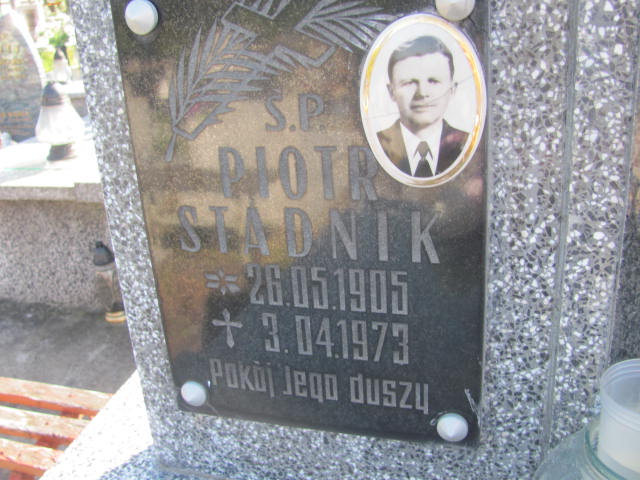 Ś.P.
PIOTR
STADNIK
* 26.05.1905
† 3.04.1973
Pokój Jego duszy